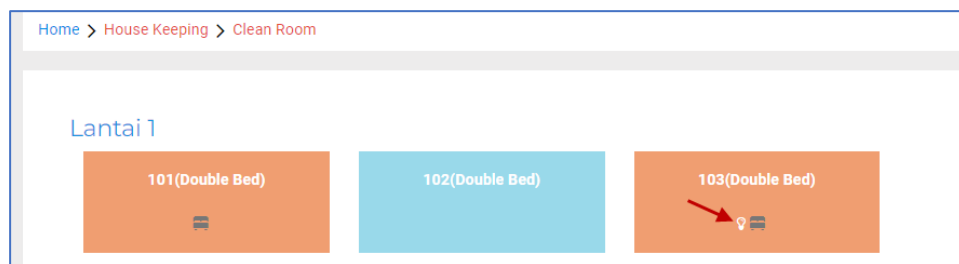 Home > House Keeping > Clean Room
Lantai 1
101(Double Bed) 102(Double Bed) 103(Double Bed)